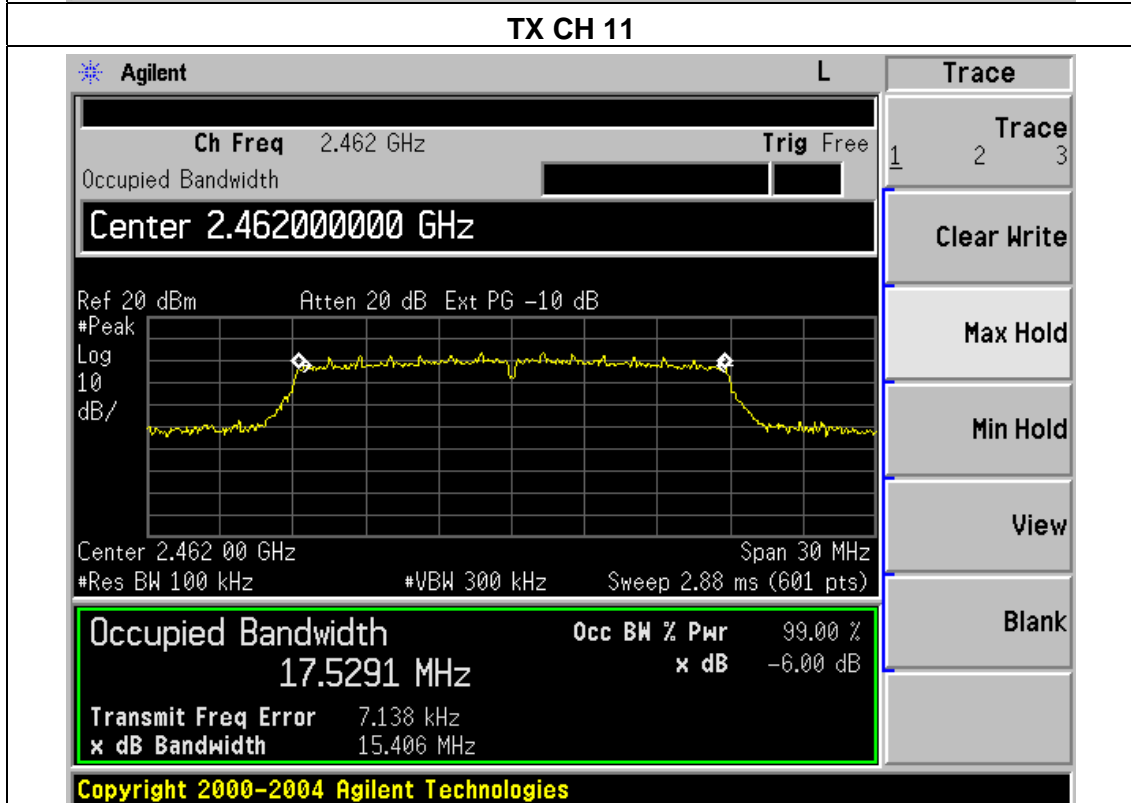 TX CH 11
Agilent L Trace
Ch Freq 2.462 GHz Trig Free
Occupied Bandwidth
Center 2.462000000 GHz
Ref 20 dBm Atten 20 dB Ext PG -10 dB
#Peak
Log
10
dB/
Center 2.462 00 GHz Span 30 MHz
#Res BW 100 kHz #VBW 300 kHz Sweep 2.88 ms (601 pts)
Occupied Bandwidth Occ BW % Pwr 99.00 %
17.5291 MHz x dB -6.00 dB
Transmit Freq Error 7.138 kHz
x dB Bandwidth 15.406 MHz
Copyright 2000-2004 Agilent Technologies
Trace
1 2 3
Clear Write
Max Hold
Min Hold
View
Blank